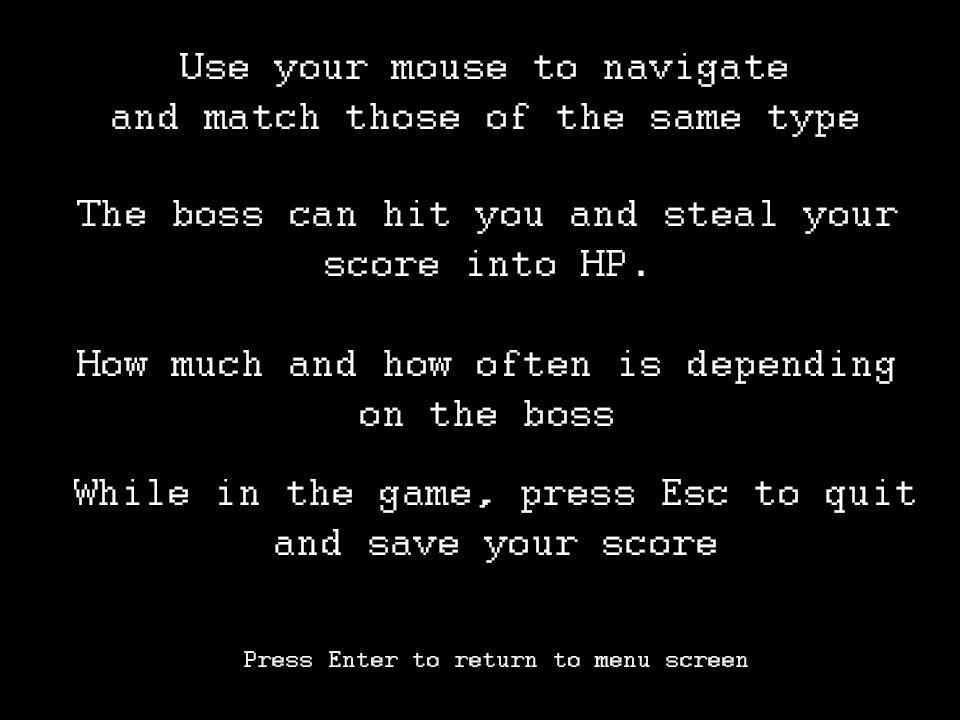 Use your mouse to navigate
and match those of the same type
The boss can hit you and steal your
score into HP.
How much and how often is depending
on the boss
While in the game, press Esc to quit
and save your score
Press Enter to return to menu screen